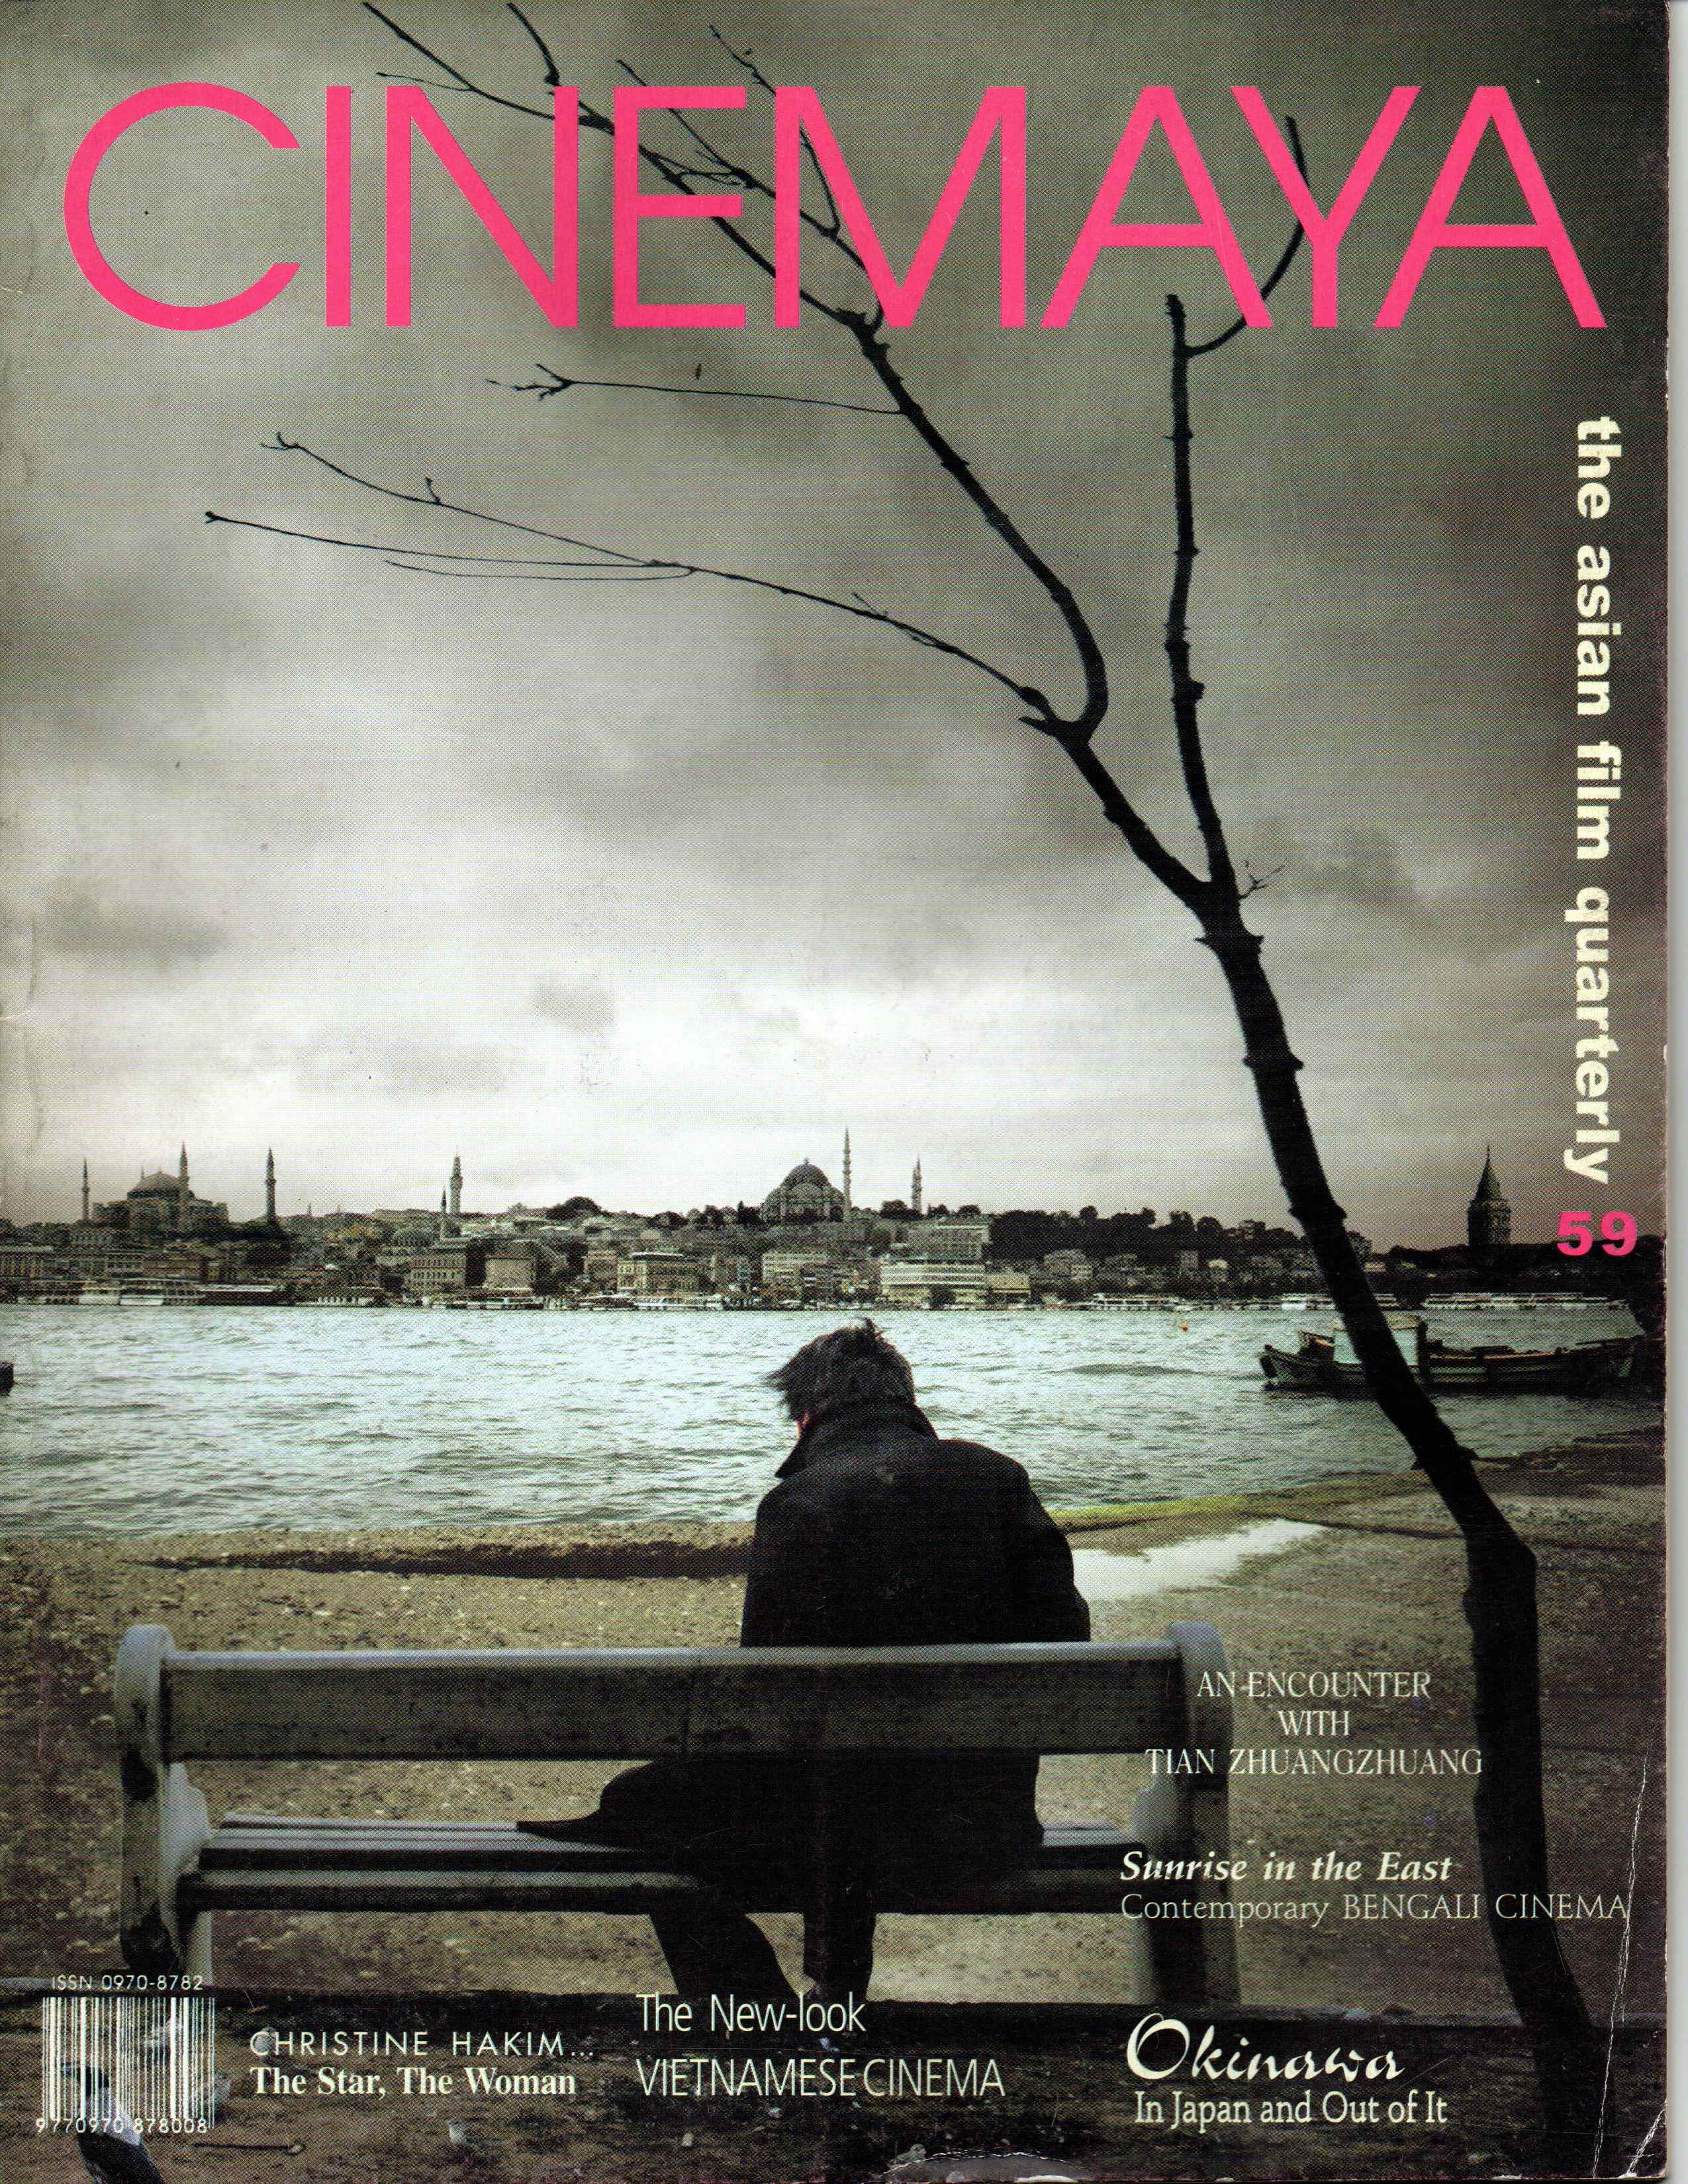 CINEMAYA
the asian film quarterly
59
AN ENCOUNTER
WITH
TIAN ZHUANGZHUANG
Sunrise in the East
Contemporary BENGALI CINEMA
ISSN 0970-8782
9770970 878008
CHRISTINE HAKIM...
The Star, The Woman
The New-look
VIETNAMESE CINEMA
Okinawa
In Japan and Out of It